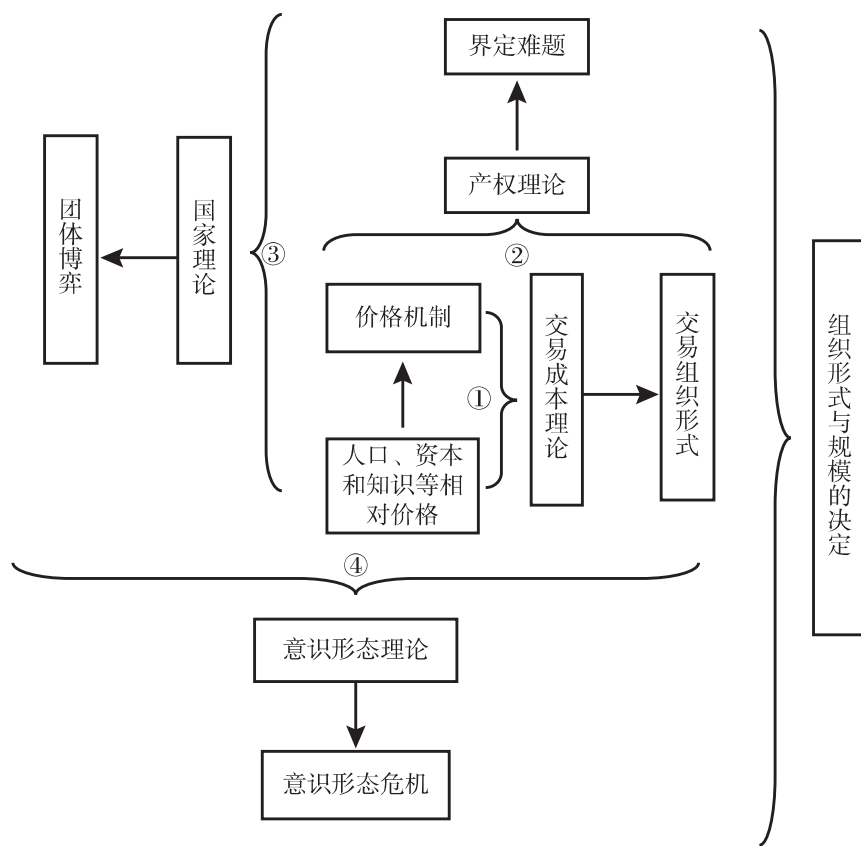 界定难题
产权理论
团体博弈
国家理论
③
②
价格机制
①
交易成本理论
交易组织形式
人口、资本
和知识等相
对价格
组织形式与规模的决定
④
意识形态理论
意识形态危机